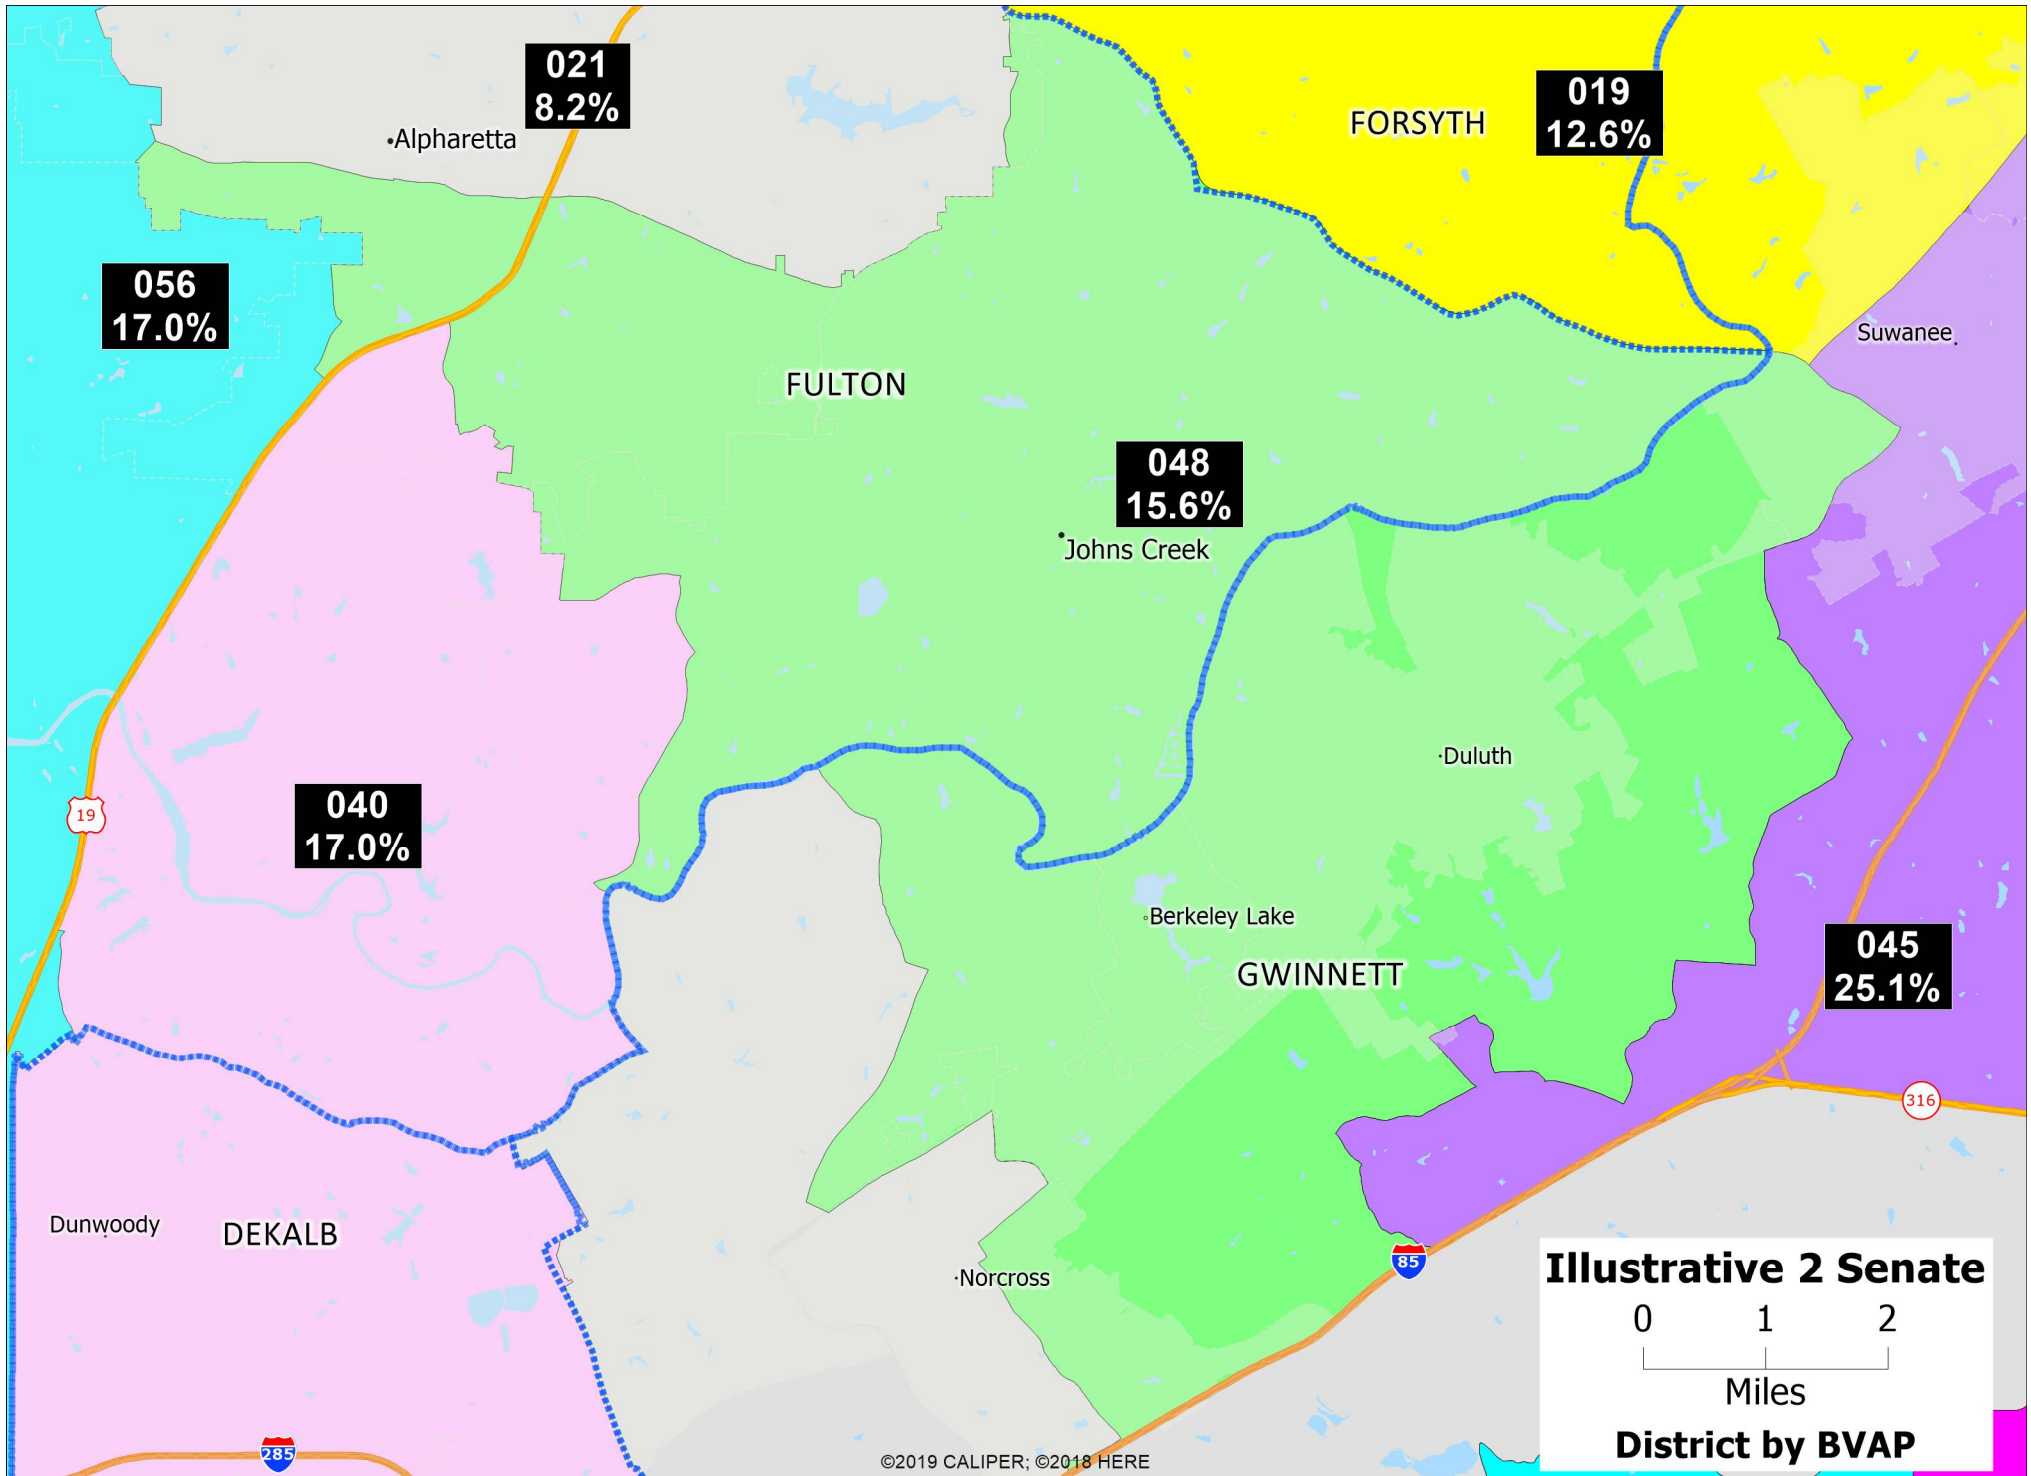 021
8.2%
Alpharetta
FORSYTH
019
12.6%
056
17.0%
Suwanee
FULTON
048
15.6%
Johns Creek
Duluth
19
040
17.0%
Berkeley Lake
GWINNETT
045
25.1%
316
Dunwoody
DEKALB
Norcross
85
285
Illustrative 2 Senate
0 1 2
Miles
District by BVAP
©2019 CALIPER; ©2018 HERE